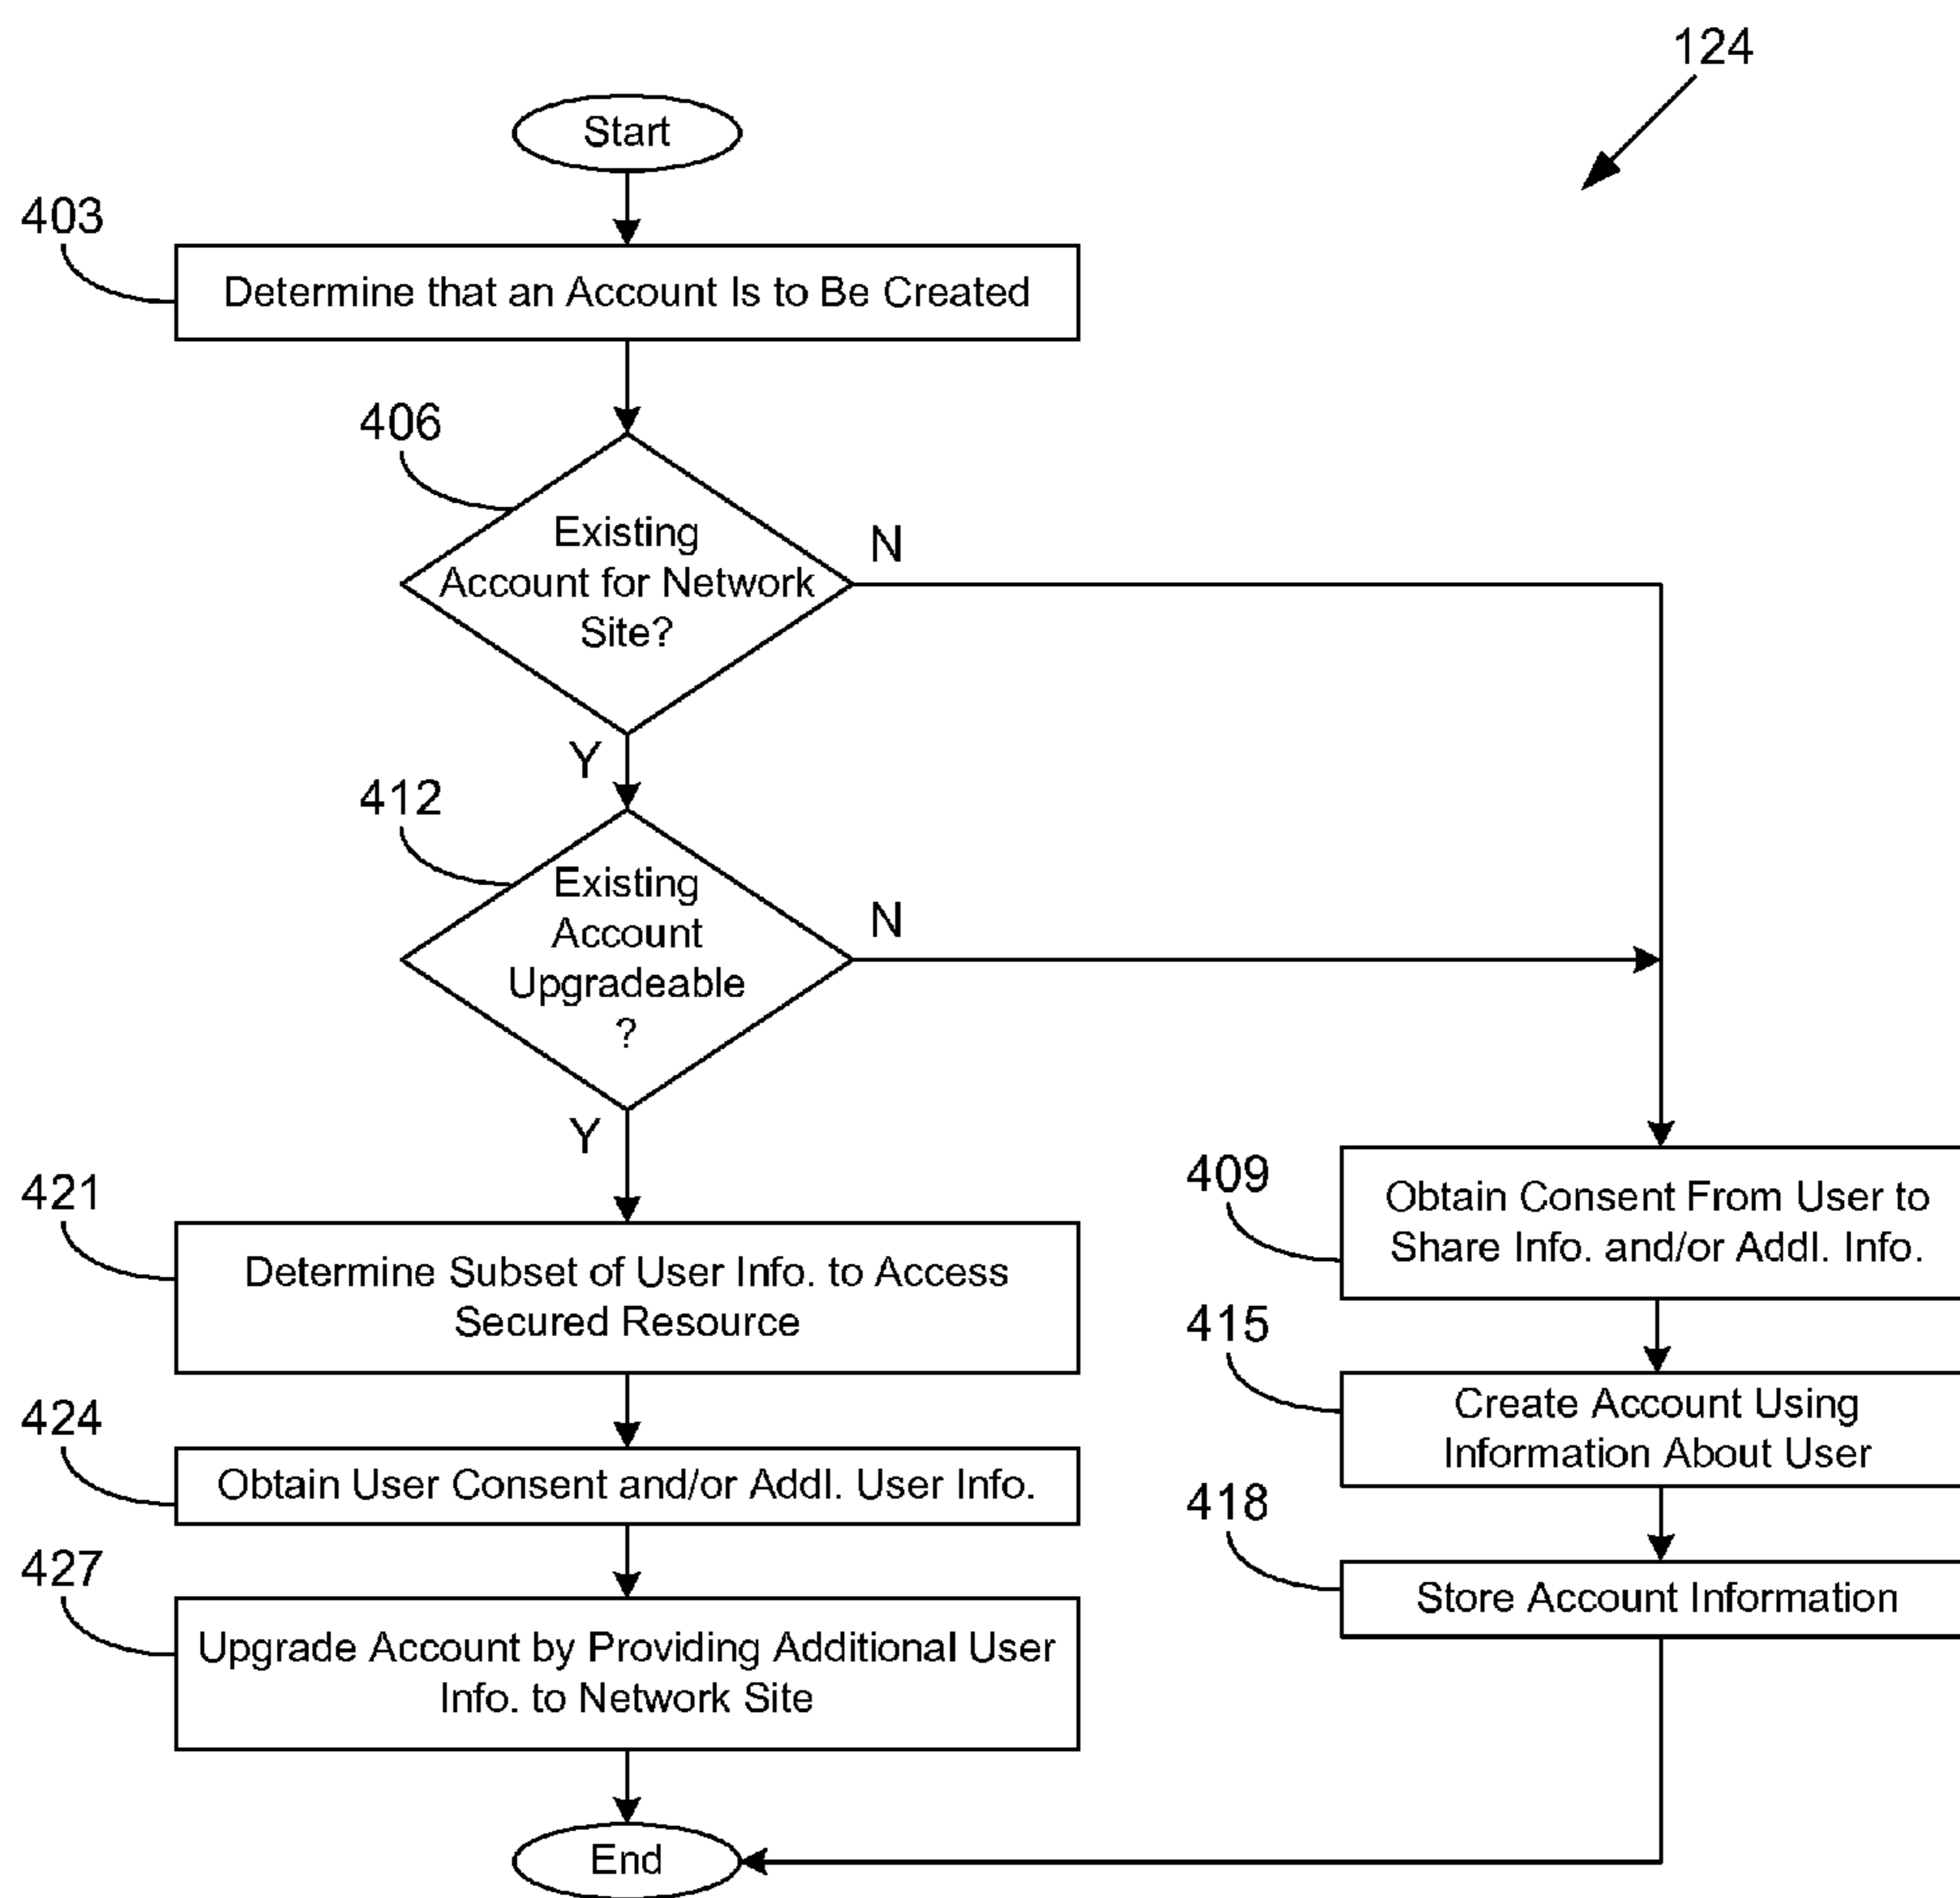 124
Start
403
Determine that an Account Is to Be Created
406
Existing
Account for Network
Site?
N
Y
412
Existing
Account
Upgradeable
?
N
Y
421
Determine Subset of User Info. to Access
Secured Resource
424
Obtain User Consent and/or Addl. User Info.
427
Upgrade Account by Providing Additional User
Info. to Network Site
409
Obtain Consent From User to
Share Info. and/or Addl. Info.
415
Create Account Using
Information About User
418
Store Account Information
End